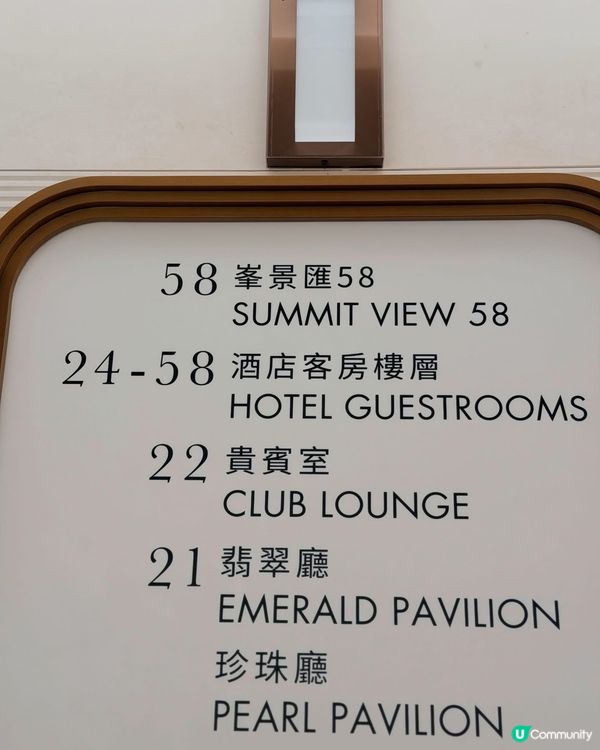 58 峯景匯58
SUMMIT VIEW 58
24-58 酒店客房樓層
HOTEL GUESTROOMS
22 貴賓室
CLUB LOUNGE
21 翡翠廳
EMERALD PAVILION
珍珠廳
PEARL PAVILION
U Community